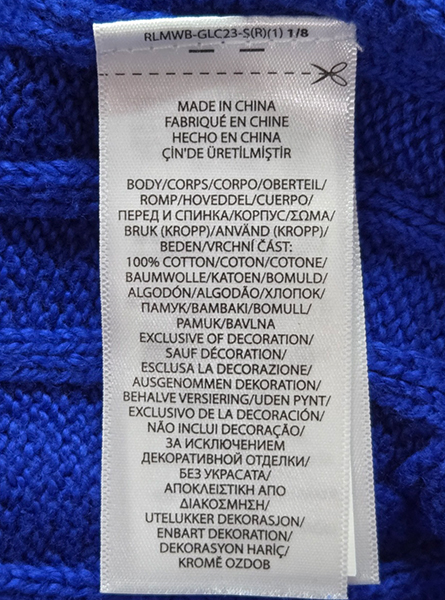 RLMWB-GLC23-S(R)(1) 1/8
MADE IN CHINA
FABRIQUÉ EN CHINE
HECHO EN CHINA
ÇİN'DE ÜRETİLMİŞTİR
BODY/CORPS/CORPO/OBERTEIL/
ROMP/HOVEDDEL/CUERPO/
ПЕРЕД И СПИНКА/КОРПУС/ΣΩΜΑ/
BRUK (KROPP)/ANVÄND (KROPP)/
BEDEN/VRCHNÍ ČÁST:
100% COTTON/COTON/COTONE/
BAUMWOLLE/KATOEN/BOMULD/
ALGODÓN/ALGODÃO/ХЛОПОК/
ПАМУК/ΒΑΜΒΑΚΙ/BOMULL/
PAMUK/BAVLNA
EXCLUSIVE OF DECORATION/
SAUF DÉCORATION/
ESCLUSA LA DECORAZIONE/
AUSGENOMMEN DEKORATION/
BEHALVE VERSIERING/UDEN PYNT/
EXCLUSIVO DE LA DECORACIÓN/
NÃO INCLUI DECORAÇÃO/
ЗА ИСКЛЮЧЕНИЕМ
ДЕКОРАТИВНОЙ ОТДЕЛКИ/
БЕЗ УКРАСАТА/
ΑΠΟΚΛΕΙΣΤΙΚΗ ΑΠΟ
ΔΙΑΚΟΣΜΗΣΗ/
UTELUKKER DEKORASJON/
ENBART DEKORATION/
DEKORASYON HARİÇ/
KROMĚ OZDOB